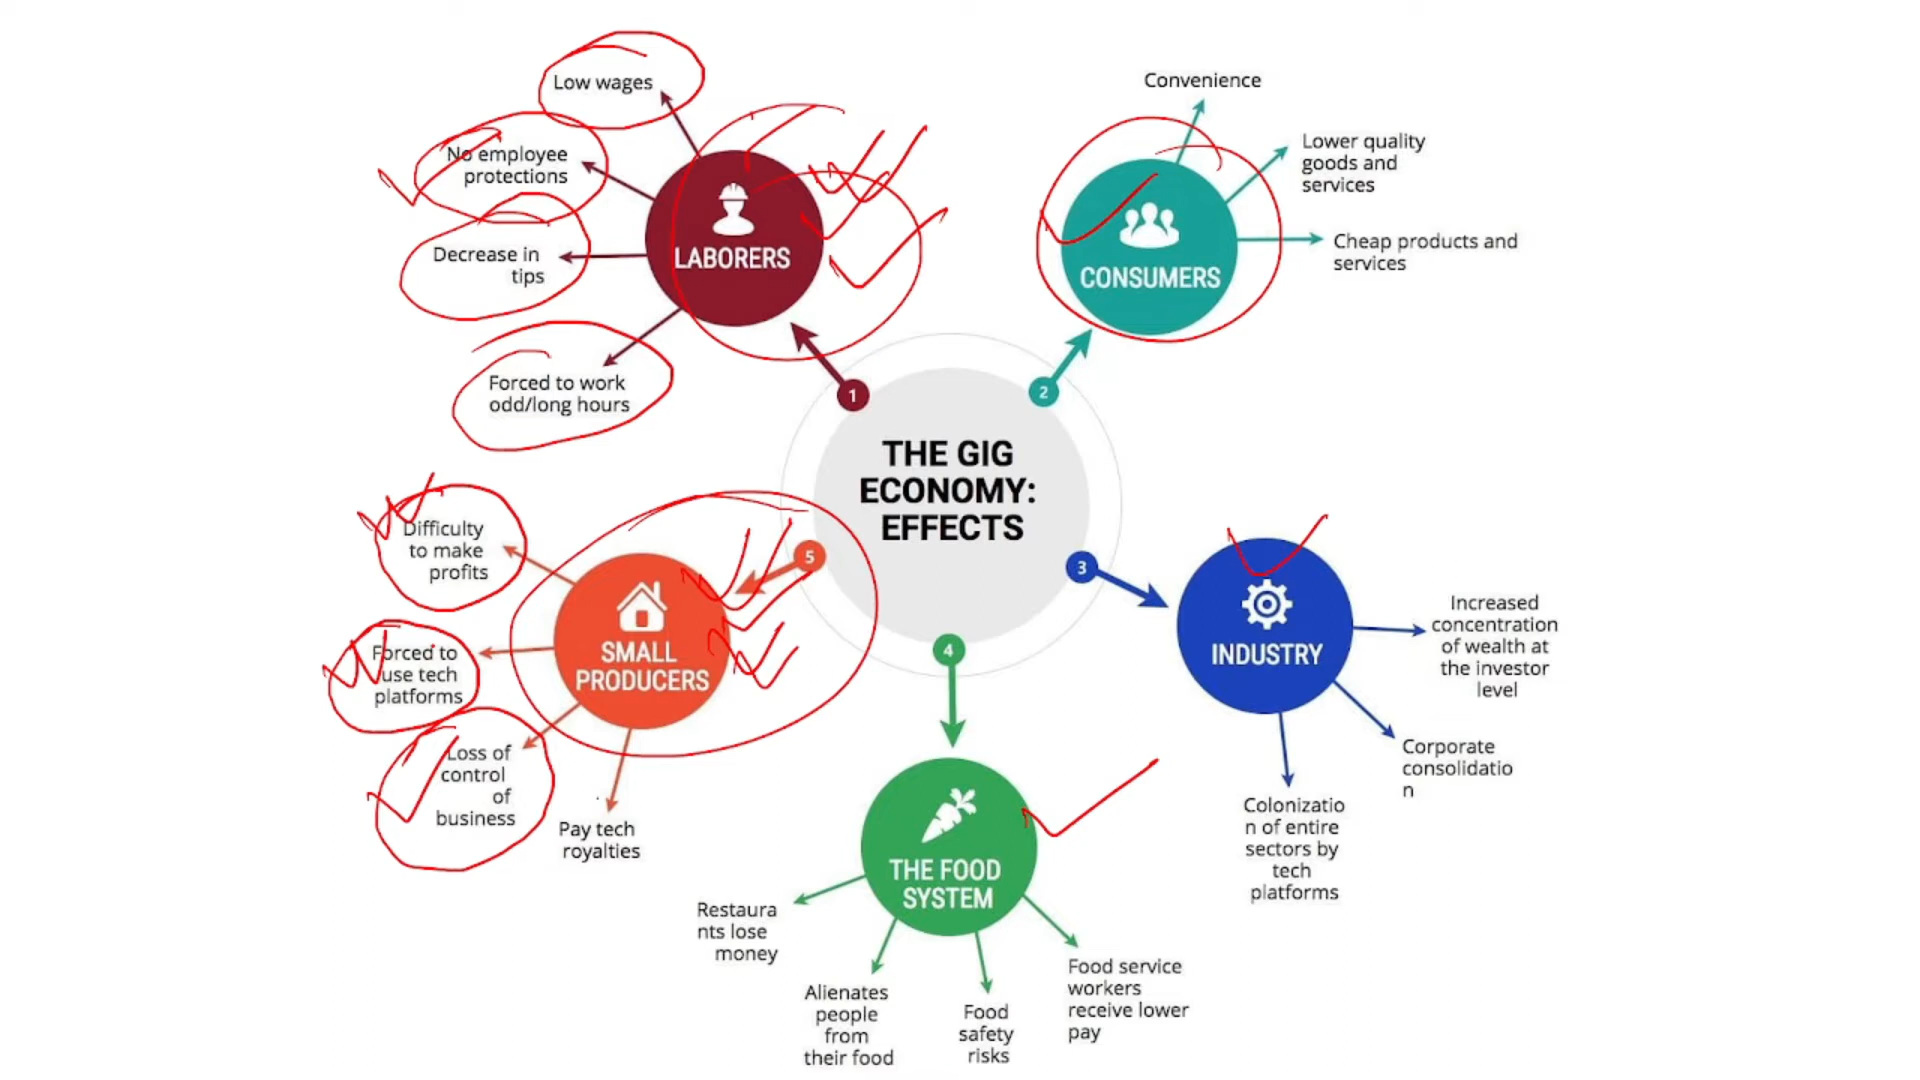 THE GIG
ECONOMY:
EFFECTS
1
LABORERS
Low wages
No employee
protections
Decrease in
tips
Forced to work
odd/long hours
2
CONSUMERS
Convenience
Lower quality
goods and
services
Cheap products and
services
3
INDUSTRY
Increased
concentration
of wealth at
the investor
level
Corporate
consolidatio
n
Colonizatio
n of entire
sectors by
tech
platforms
4
THE FOOD
SYSTEM
Food service
workers
receive lower
pay
Food
safety
risks
Alienates
people
from
their food
Restaura
nts lose
money
5
SMALL
PRODUCERS
Difficulty
to make
profits
Forced to
use tech
platforms
Loss of
control
of
business
Pay tech
royalties